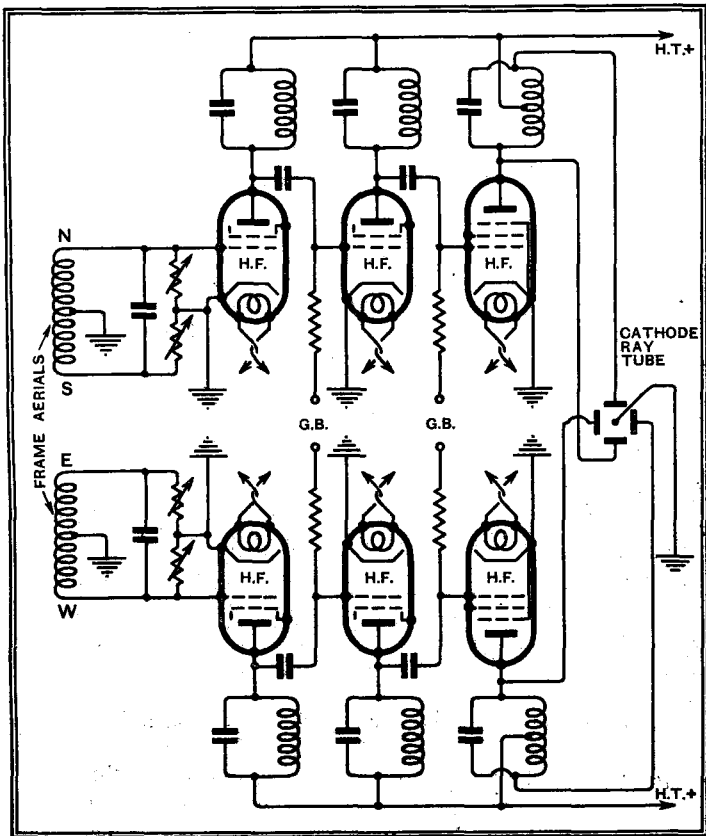 H.T.+
N
H.F.
H.F.
H.F.
CATHODE
RAY
TUBE
S
FRAME AERIALS
G.B.
G.B.
E
H.F.
H.F.
H.F.
W
H.T.+